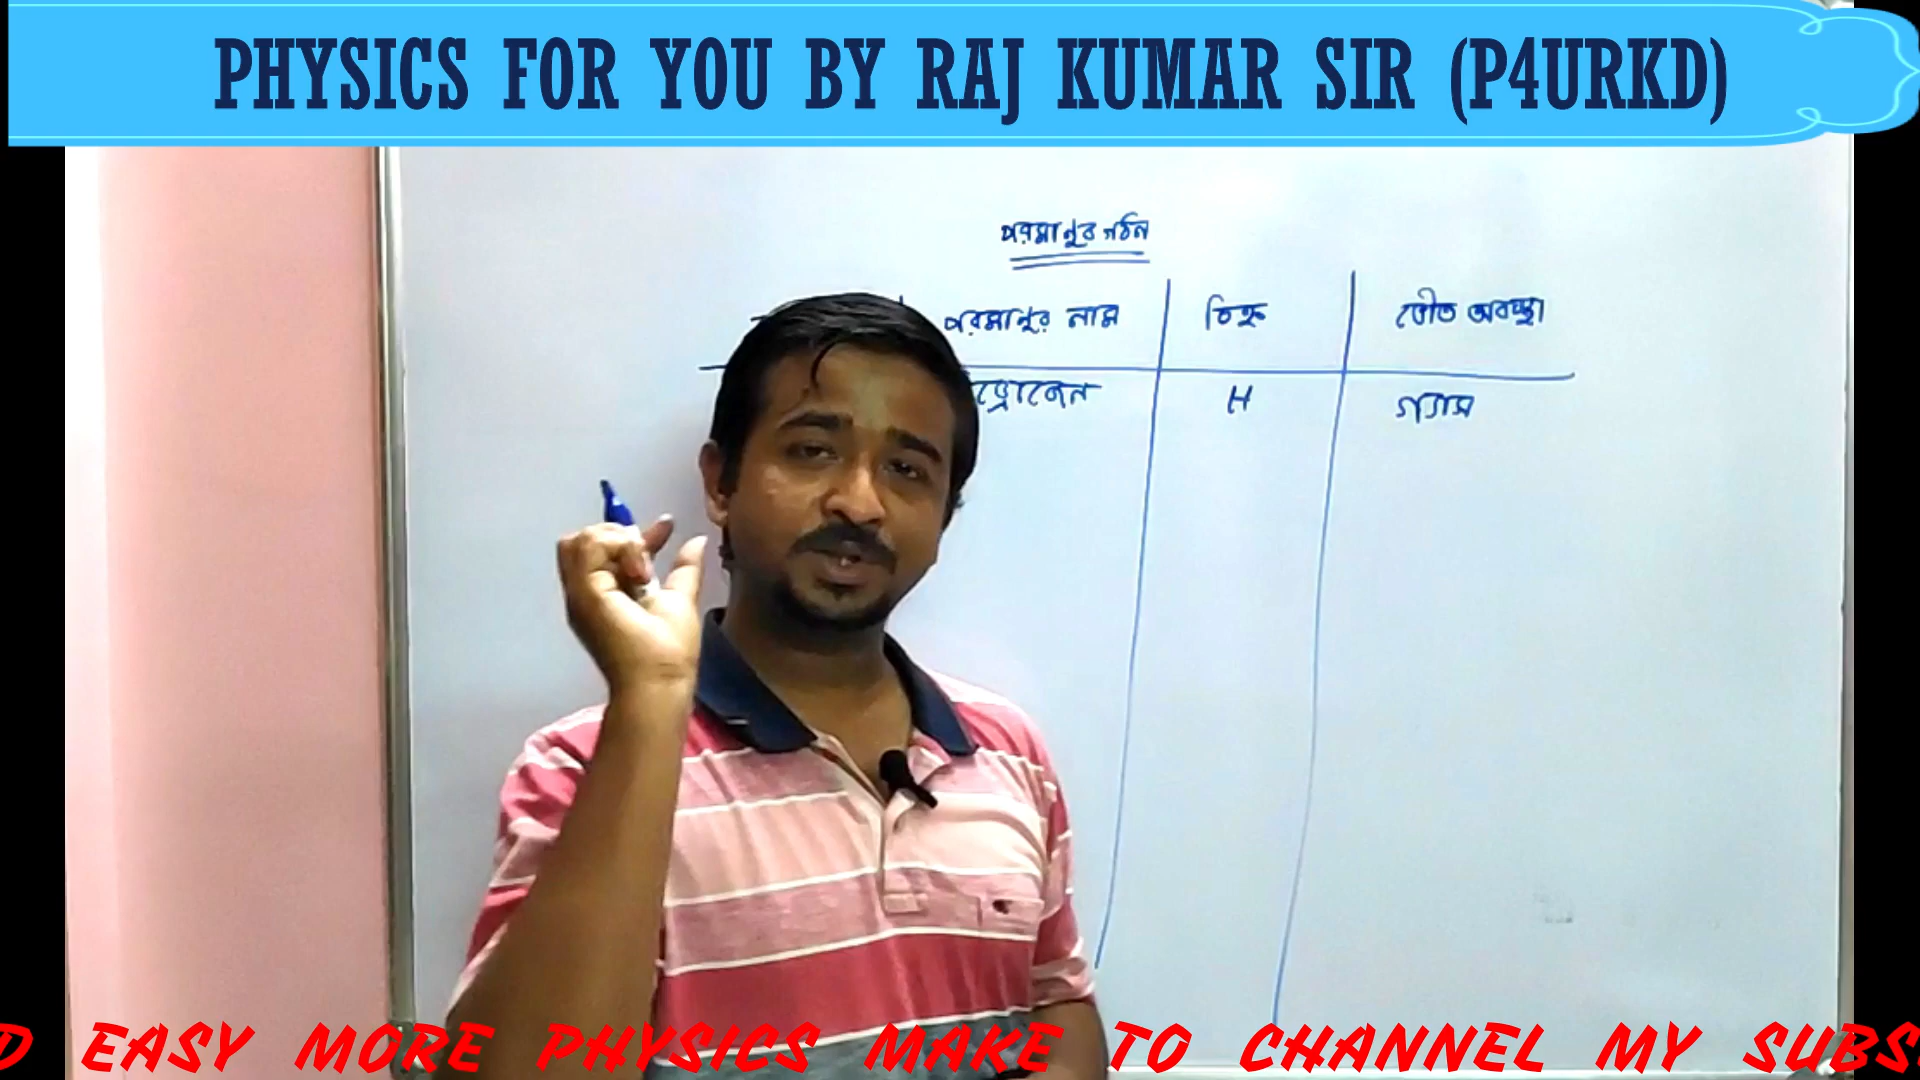 PHYSICS FOR YOU BY RAJ KUMAR SIR (P4URKD)
পরমাণুর গঠন
পরমাণুর নাম চিহ্ন ভৌত অবস্থা
ড্রোজেন H গ্যাস
D EASY MORE PHYSICS MAKE TO CHANNEL MY SUBS